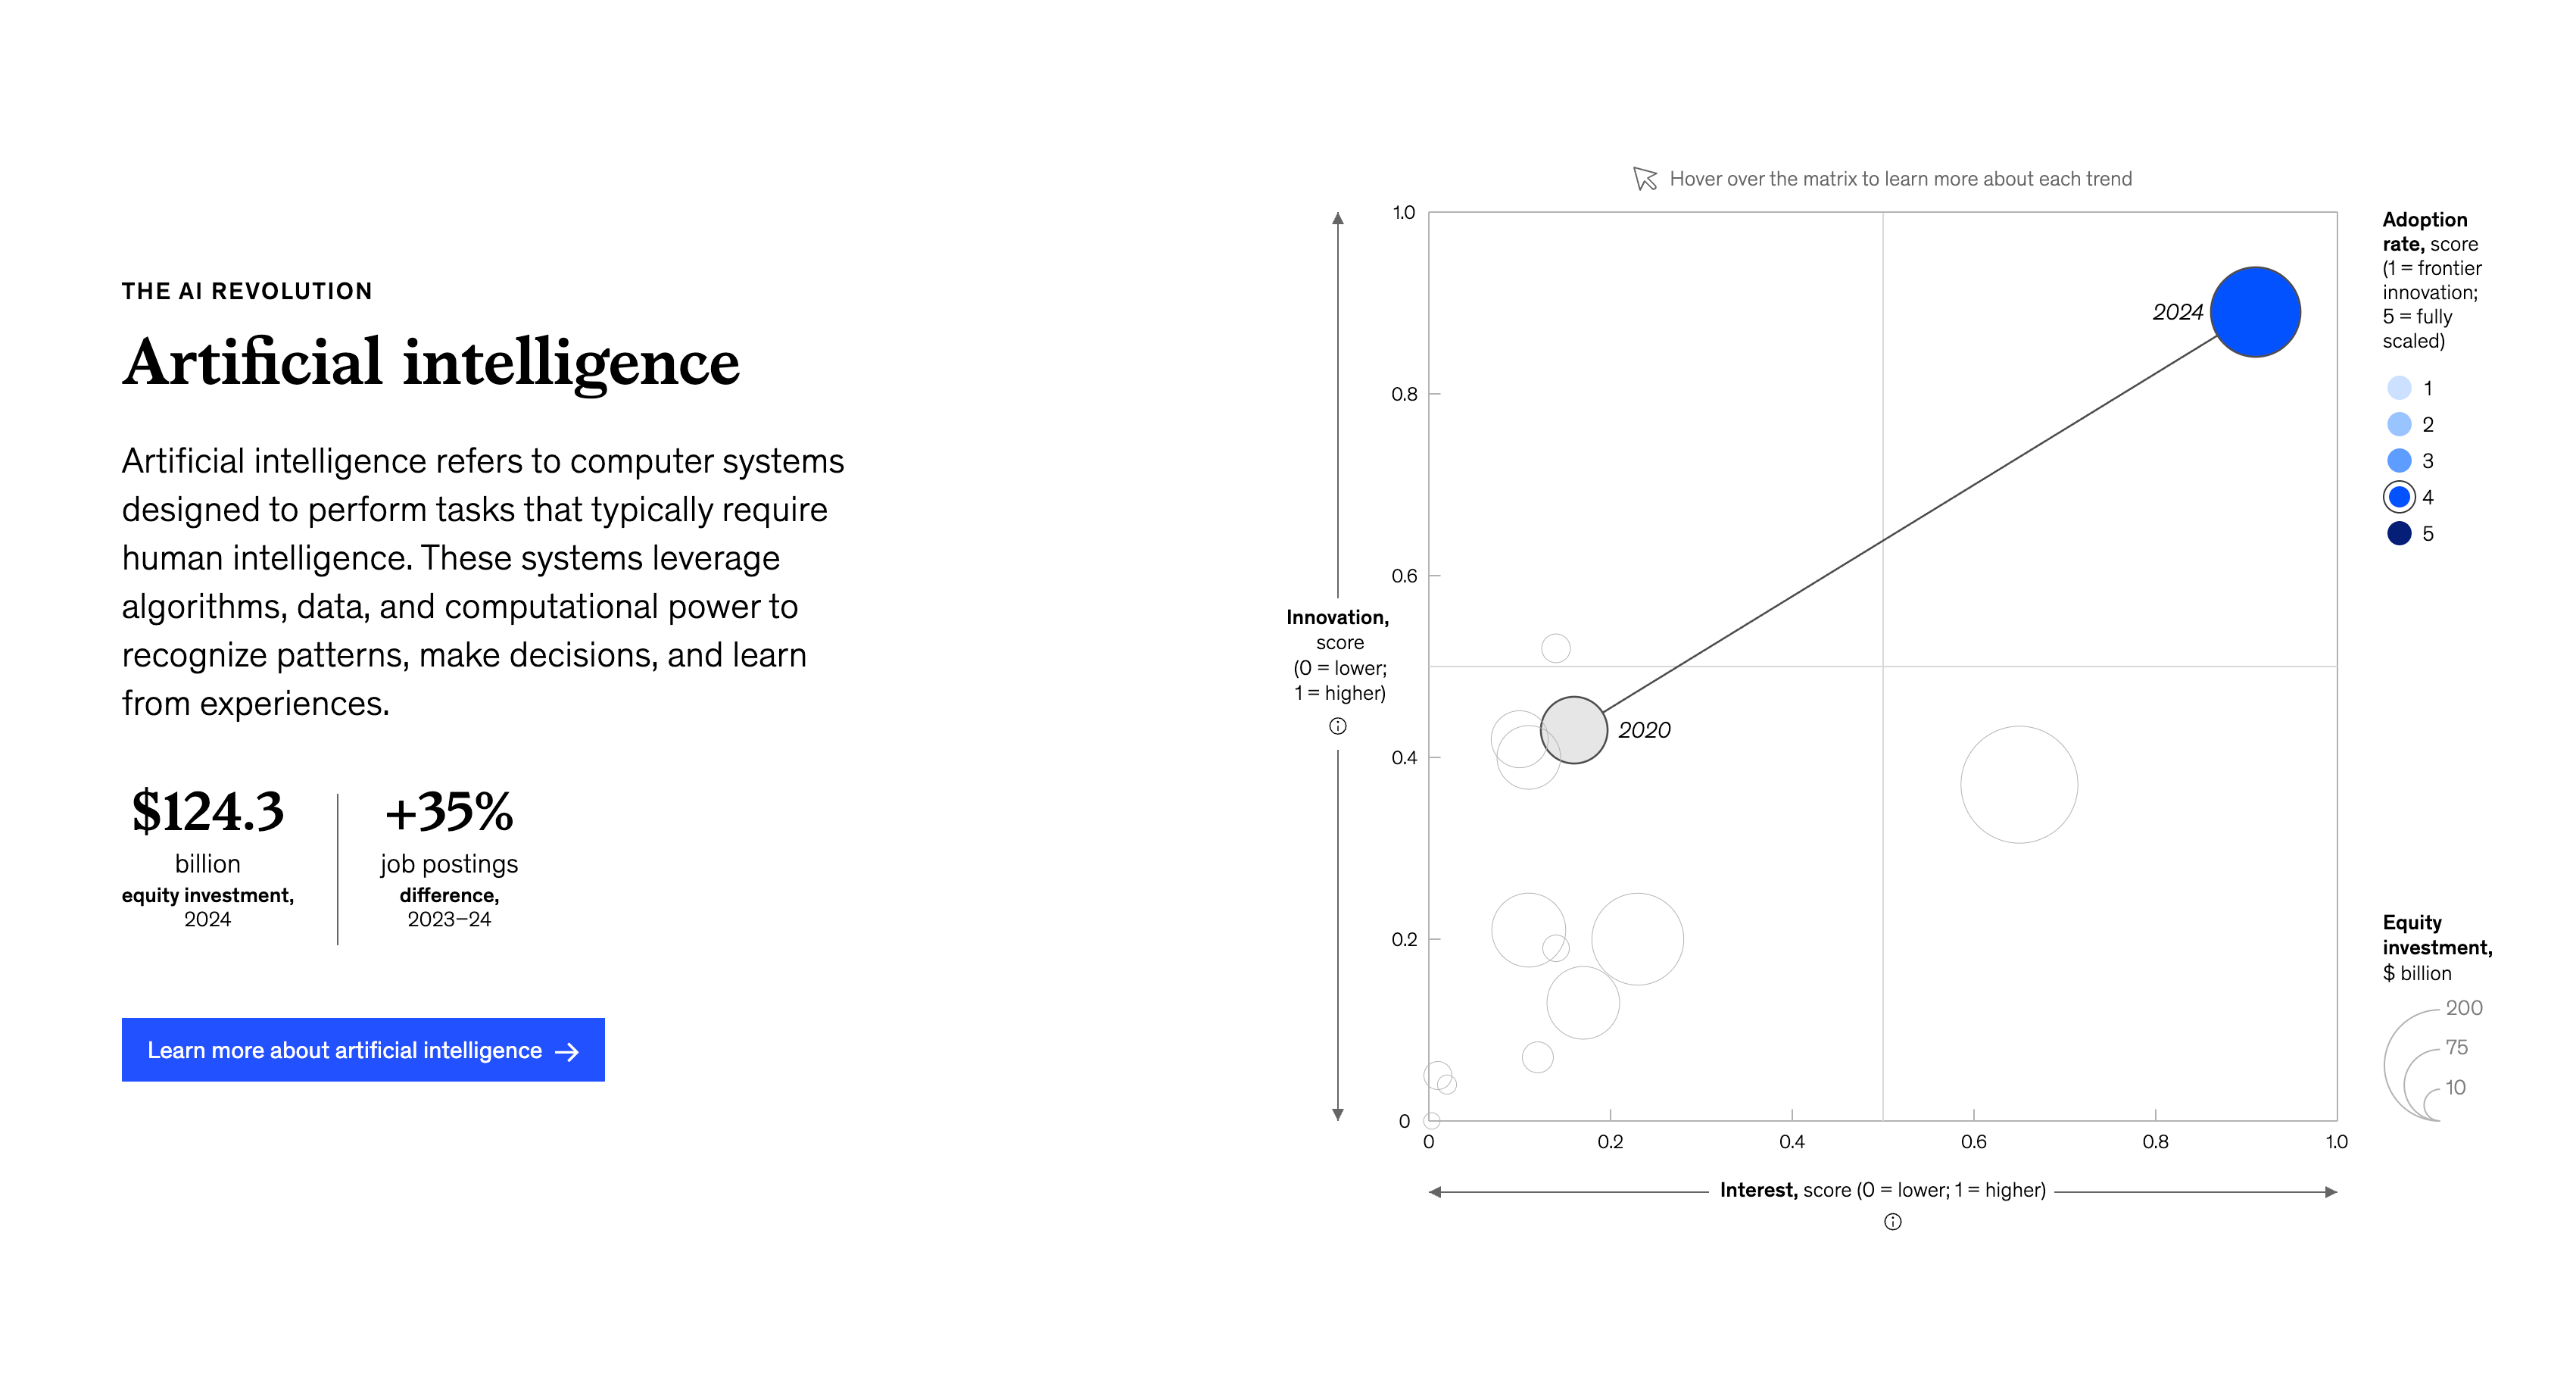 THE AI REVOLUTION
Artificial intelligence
Artificial intelligence refers to computer systems
designed to perform tasks that typically require
human intelligence. These systems leverage
algorithms, data, and computational power to
recognize patterns, make decisions, and learn
from experiences.
$124.3
billion
equity investment,
2024
+35%
job postings
difference,
2023–24
Learn more about artificial intelligence →
Hover over the matrix to learn more about each trend
Innovation,
score
(0 = lower;
1 = higher)
1.0
0.8
0.6
0.4
0.2
0
2024
2020
0 0.2 0.4 0.6 0.8 1.0
Interest, score (0 = lower; 1 = higher)
Adoption
rate, score
(1 = frontier
innovation;
5 = fully
scaled)
1
2
3
4
5
Equity
investment,
$ billion
200
75
10